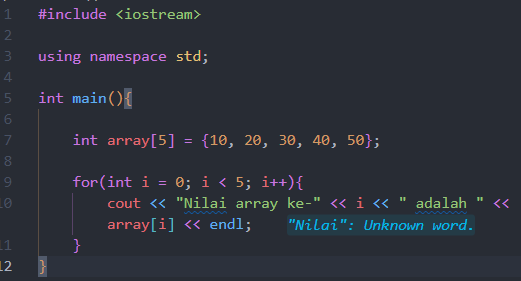 1 #include <iostream>
2
3 using namespace std;
4
5 int main(){
6
7 int array[5] = {10, 20, 30, 40, 50};
8
9 for(int i = 0; i < 5; i++){
10 cout << "Nilai array ke-" << i << " adalah " <<
array[i] << endl; "Nilai": Unknown word.
11 }
12 }